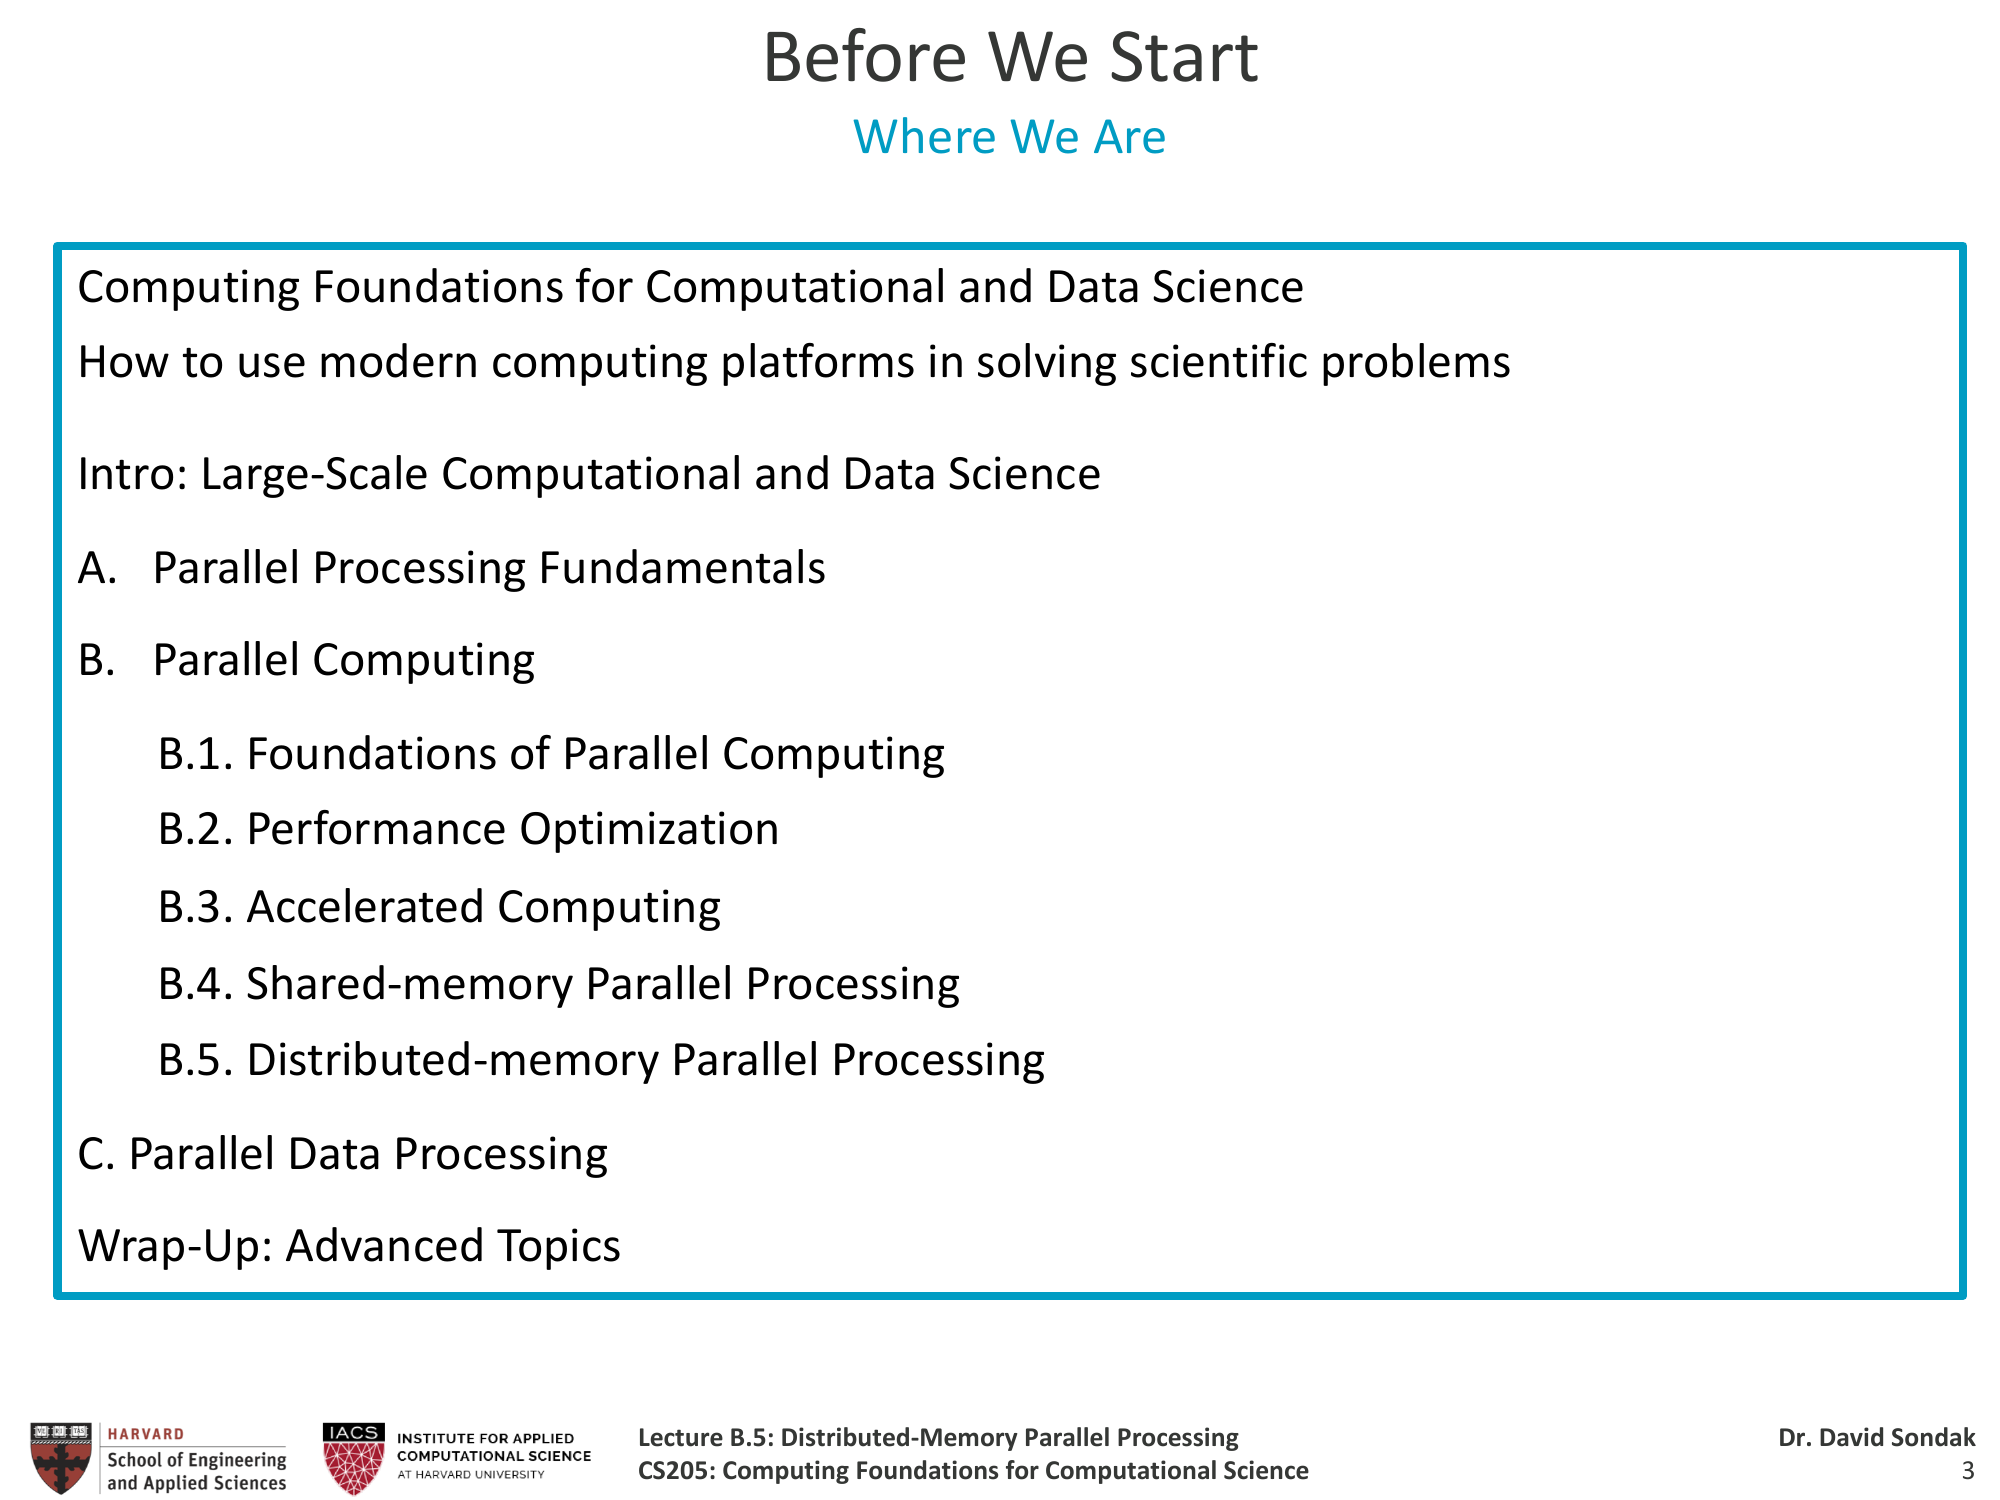 Before We Start
Where We Are
Computing Foundations for Computational and Data Science
How to use modern computing platforms in solving scientific problems
Intro: Large-Scale Computational and Data Science
A. Parallel Processing Fundamentals
B. Parallel Computing
B.1. Foundations of Parallel Computing
B.2. Performance Optimization
B.3. Accelerated Computing
B.4. Shared-memory Parallel Processing
B.5. Distributed-memory Parallel Processing
C. Parallel Data Processing
Wrap-Up: Advanced Topics
HARVARD
School of Engineering
and Applied Sciences
IACS
INSTITUTE FOR APPLIED
COMPUTATIONAL SCIENCE
AT HARVARD UNIVERSITY
Lecture B.5: Distributed-Memory Parallel Processing
CS205: Computing Foundations for Computational Science
Dr. David Sondak
3